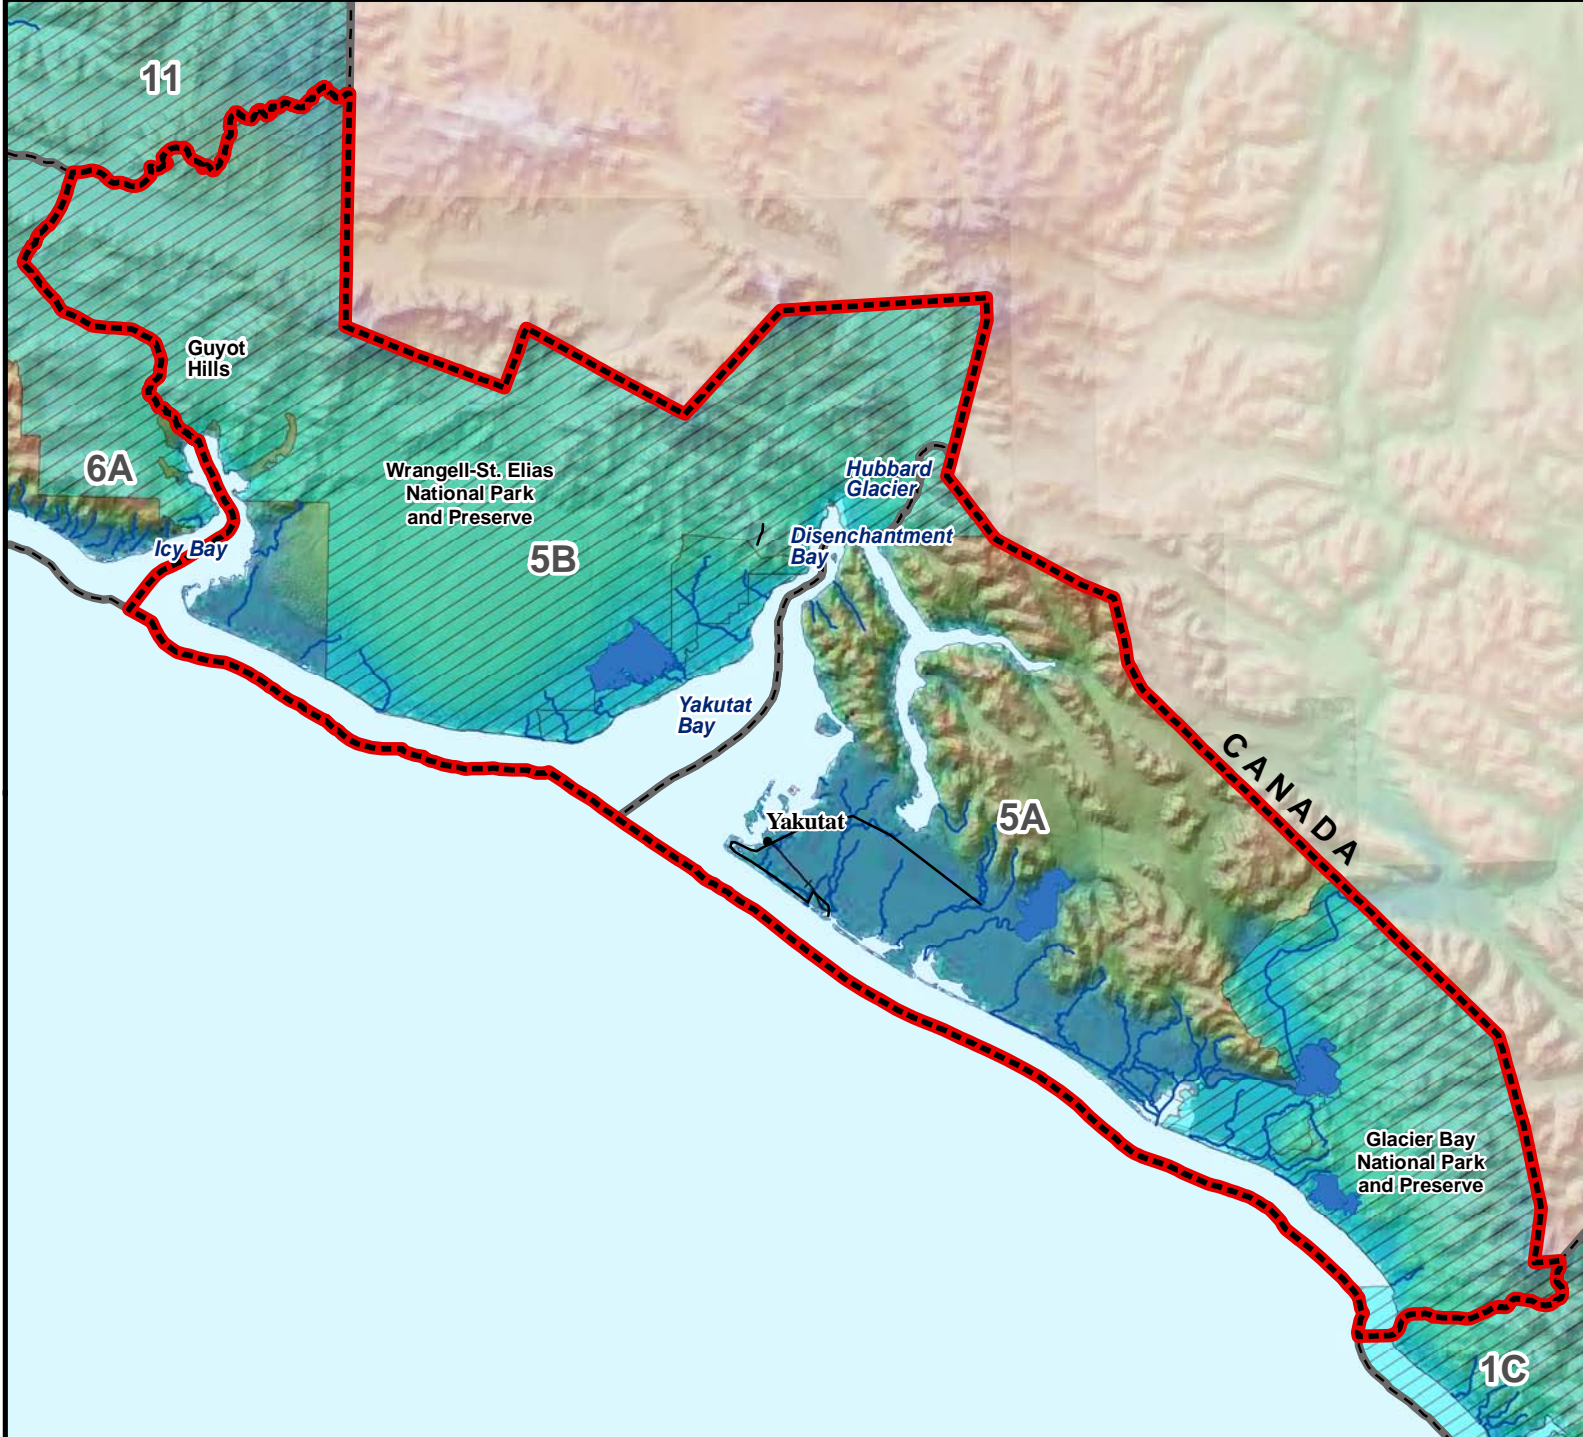 11
Guyot
Hills
6A
Wrangell-St. Elias
National Park
and Preserve
Hubbard
Glacier
Icy Bay
5B
Disenchantment
Bay
Yakutat
Bay
CANADA
Yakutat
5A
Glacier Bay
National Park
and Preserve
1C